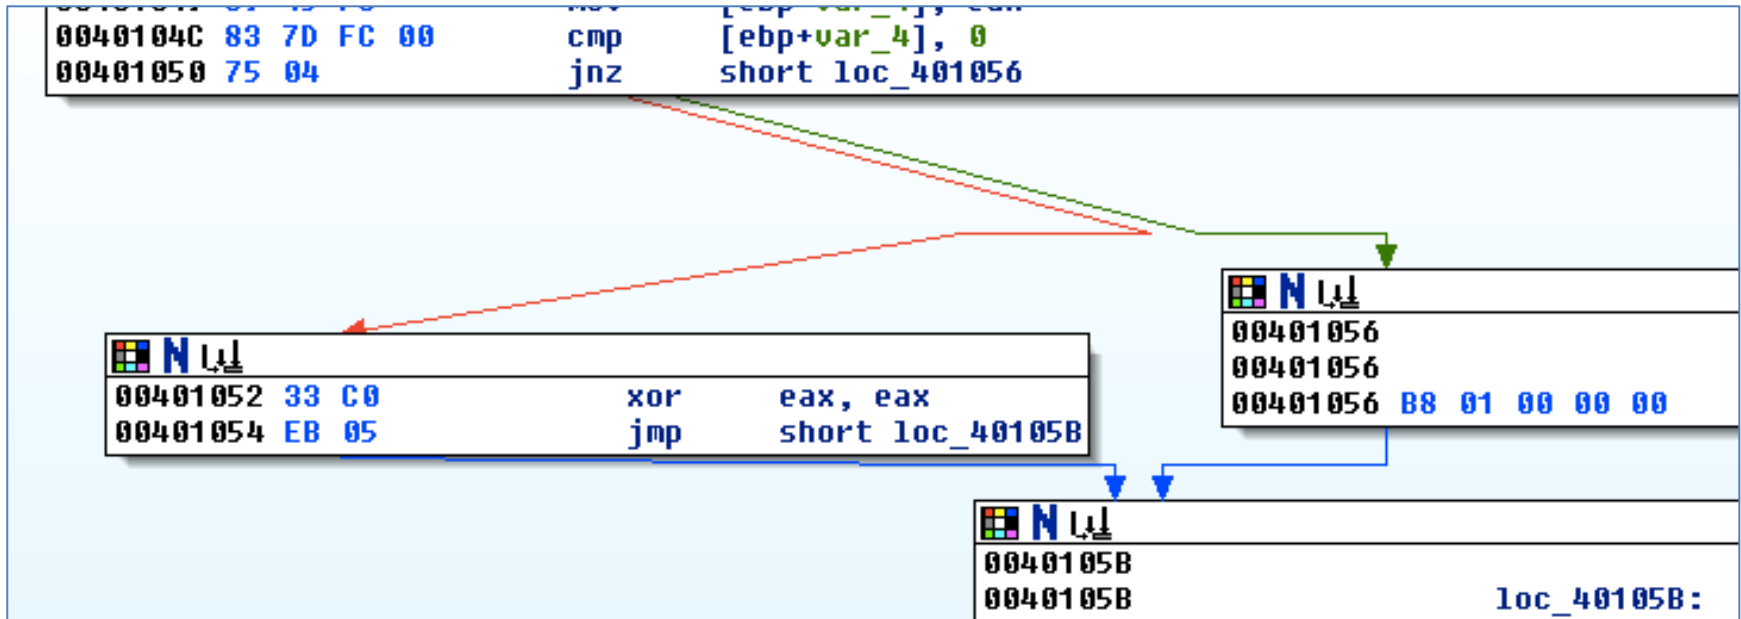 0040104C 83 7D FC 00 cmp [ebp+var_4], 0
00401050 75 04 jnz short loc_401056
00401056
00401056
00401056 B8 01 00 00 00
00401052 33 C0 xor eax, eax
00401054 EB 05 jmp short loc_40105B
0040105B
0040105B loc_40105B: